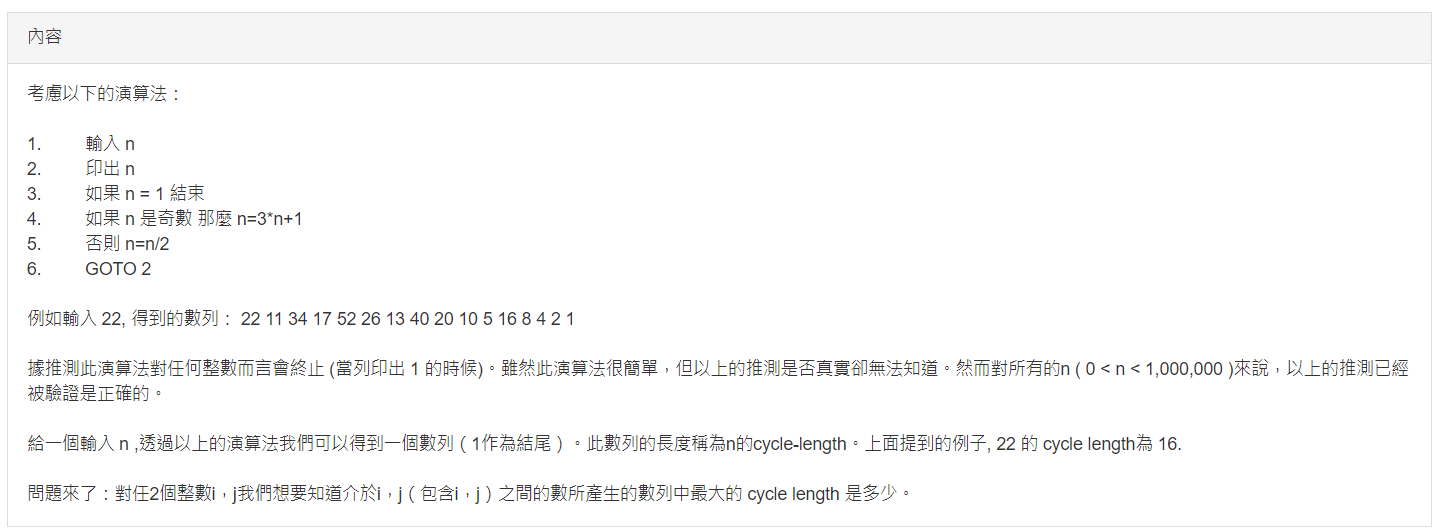 內容
考慮以下的演算法：
1. 輸入 n
2. 印出 n
3. 如果 n = 1 結束
4. 如果 n 是奇數 那麼 n=3*n+1
5. 否則 n=n/2
6. GOTO 2
例如輸入 22, 得到的數列： 22 11 34 17 52 26 13 40 20 10 5 16 8 4 2 1
據推測此演算法對任何整數而言會終止 (當列印出 1 的時候)。雖然此演算法很簡單，但以上的推測是否真實卻無法知道。然而對所有的n ( 0 < n < 1,000,000 )來說，以上的推測已經
被驗證是正確的。
給一個輸入 n ,透過以上的演算法我們可以得到一個數列（1作為結尾）。此數列的長度稱為n的cycle-length。上面提到的例子, 22 的 cycle length為 16.
問題來了：對任2個整數i，j我們想要知道介於i，j（包含i，j）之間的數所產生的數列中最大的 cycle length 是多少。